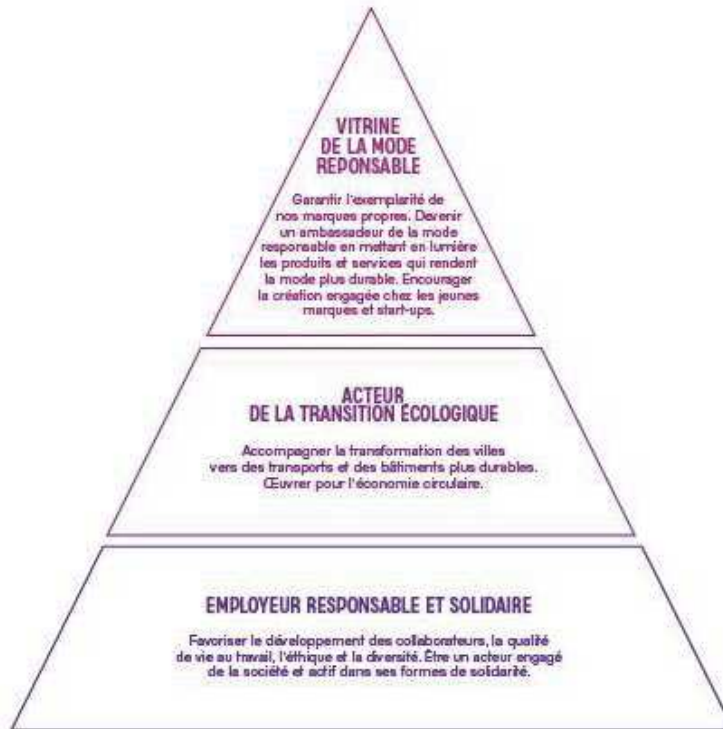 VITRINE
DE LA MODE
REPONSABLE
Garantir l'exemplarité de
nos marques propres. Devenir
un ambassadeur de la mode
responsable en mettant en lumière
les produits et services qui rendent
la mode plus durable. Encourager
la création engagée chez les jeunes
marques et start-ups.
ACTEUR
DE LA TRANSITION ÉCOLOGIQUE
Accompagner la transformation des villes
vers des transports et des bâtiments plus durables.
Œuvrer pour l'économie circulaire.
EMPLOYEUR RESPONSABLE ET SOLIDAIRE
Favoriser le développement des collaborateurs, la qualité
de vie au travail, l'éthique et la diversité. Être un acteur engagé
de la société et actif dans ses formes de solidarité.